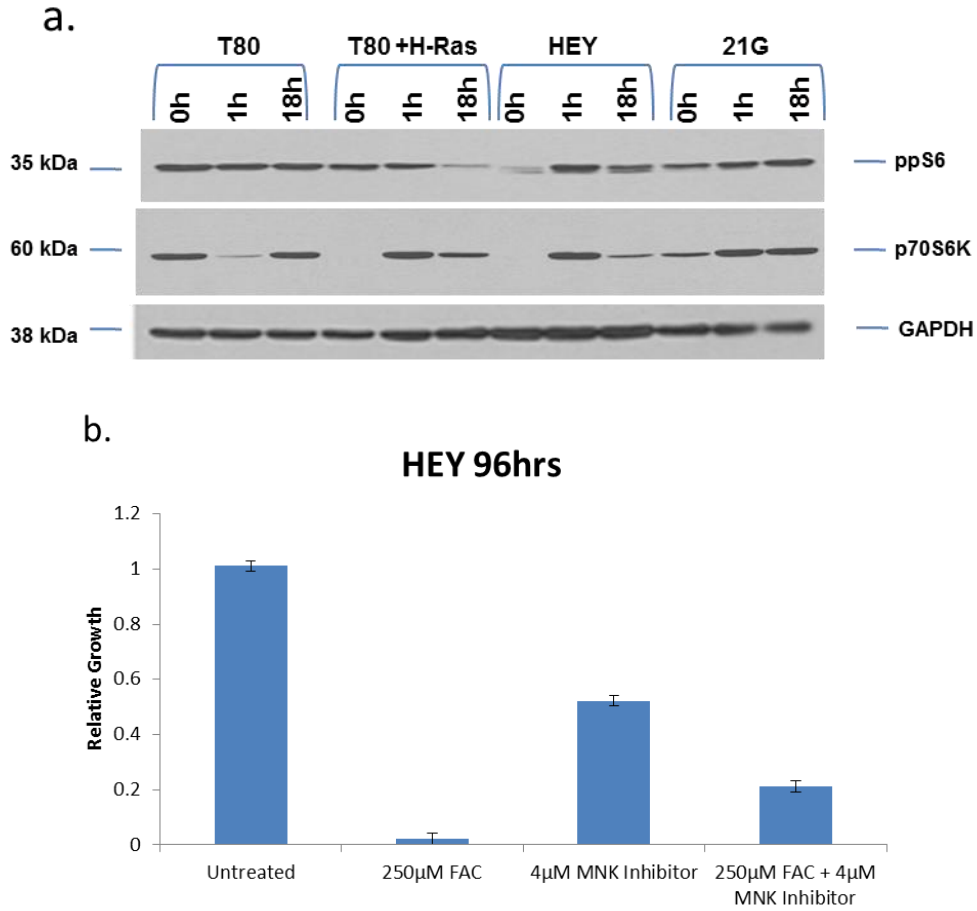 a.
T80 T80 +H-Ras HEY 21G
0h 1h 18h 0h 1h 18h 0h 1h 18h 0h 1h 18h
35 kDa ppS6
60 kDa p70S6K
38 kDa GAPDH
b.
HEY 96hrs
1.2
1
0.8
0.6
0.4
0.2
0
Relative Growth
Untreated 250µM FAC 4µM MNK Inhibitor 250µM FAC + 4µM
MNK Inhibitor